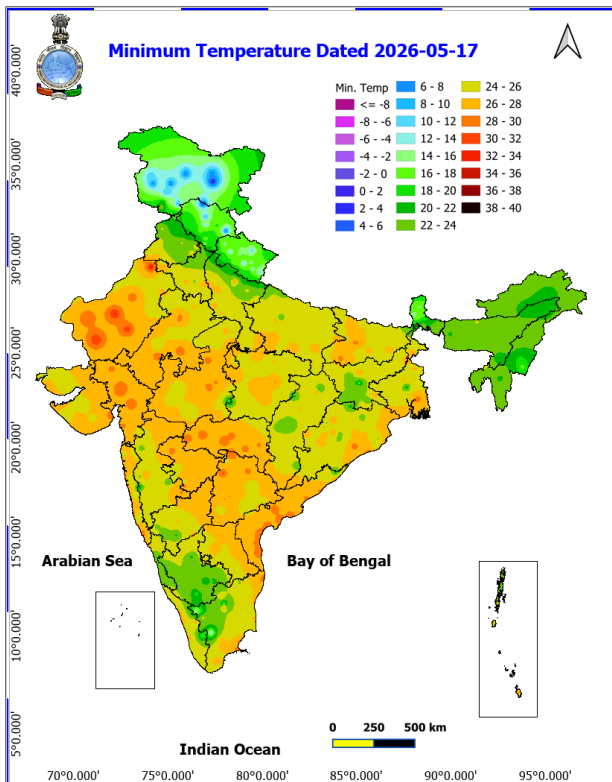 Minimum Temperature Dated 2026-05-17
Min. Temp
<= -8
-8 - -6
-6 - -4
-4 - -2
-2 - 0
0 - 2
2 - 4
4 - 6
6 - 8
8 - 10
10 - 12
12 - 14
14 - 16
16 - 18
18 - 20
20 - 22
22 - 24
24 - 26
26 - 28
28 - 30
30 - 32
32 - 34
34 - 36
36 - 38
38 - 40
40°0.000'
35°0.000'
30°0.000'
25°0.000'
20°0.000'
15°0.000'
10°0.000'
5°0.000'
Arabian Sea
Bay of Bengal
0 250 500 km
Indian Ocean
70°0.000' 75°0.000' 80°0.000' 85°0.000' 90°0.000' 95°0.000'